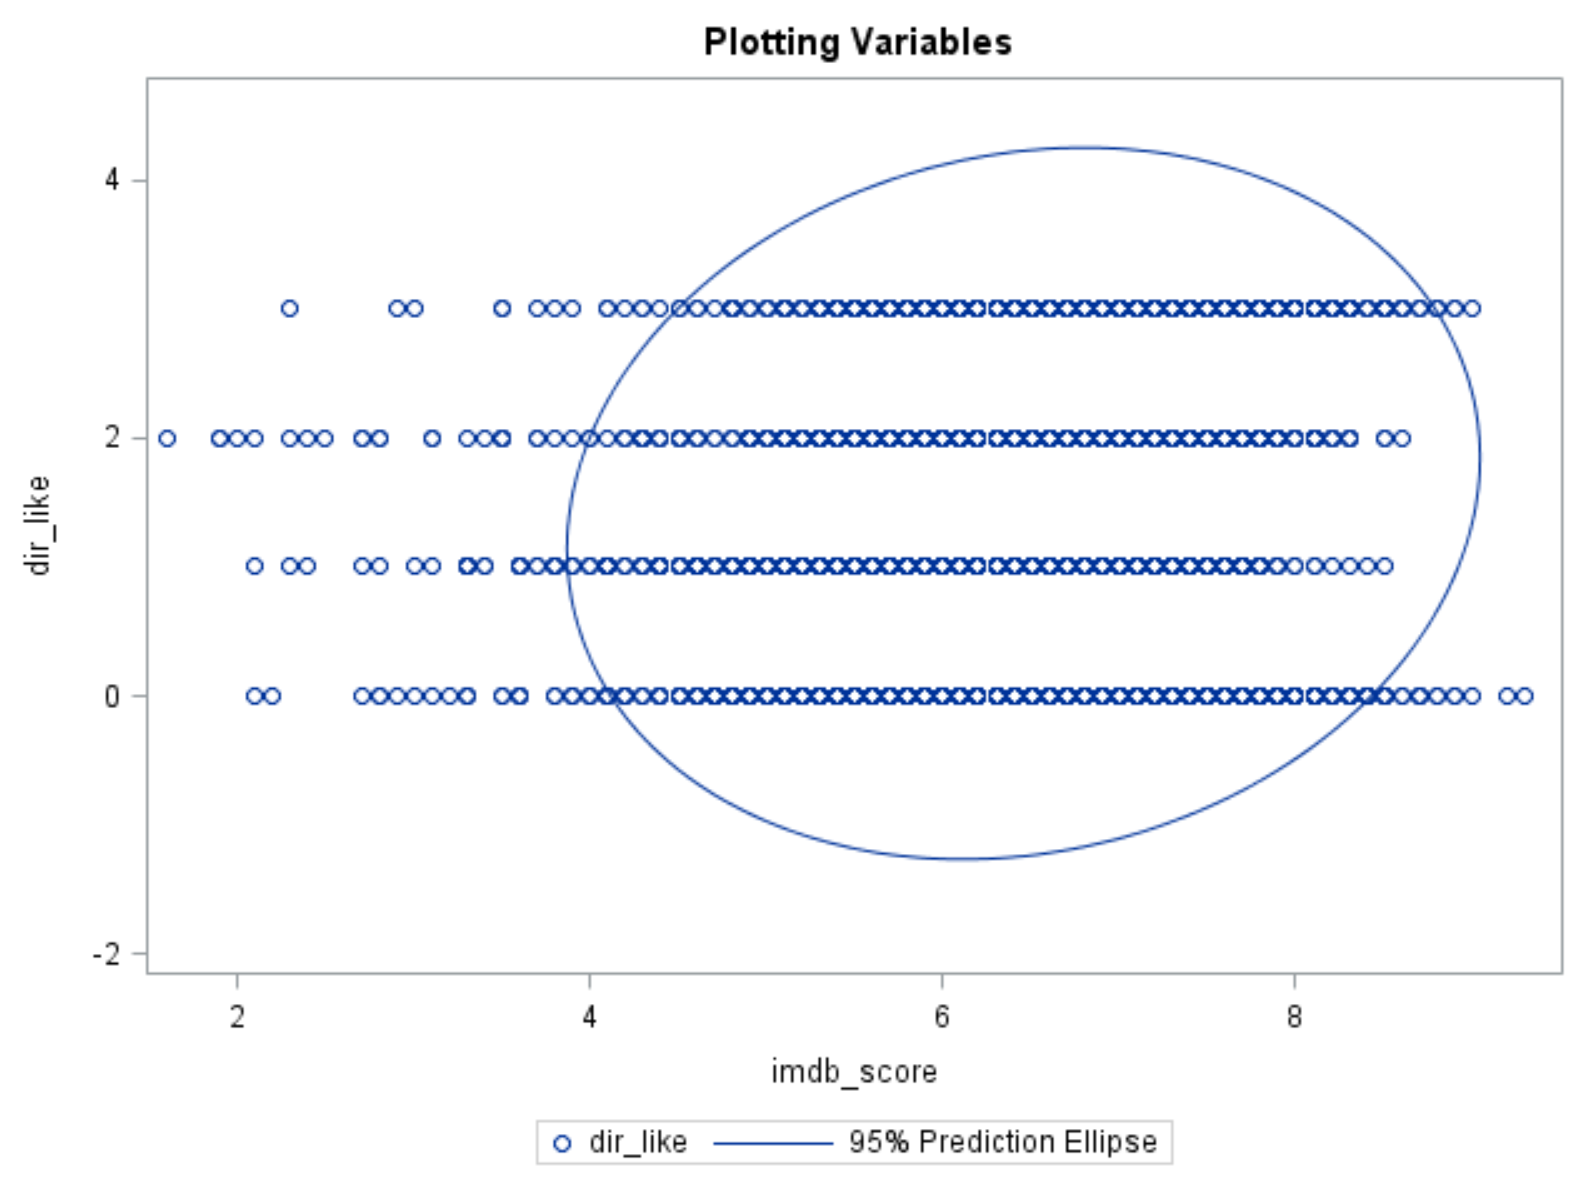 Plotting Variables
4
2
0
-2
dir_like
2 4 6 8
imdb_score
dir_like 95% Prediction Ellipse